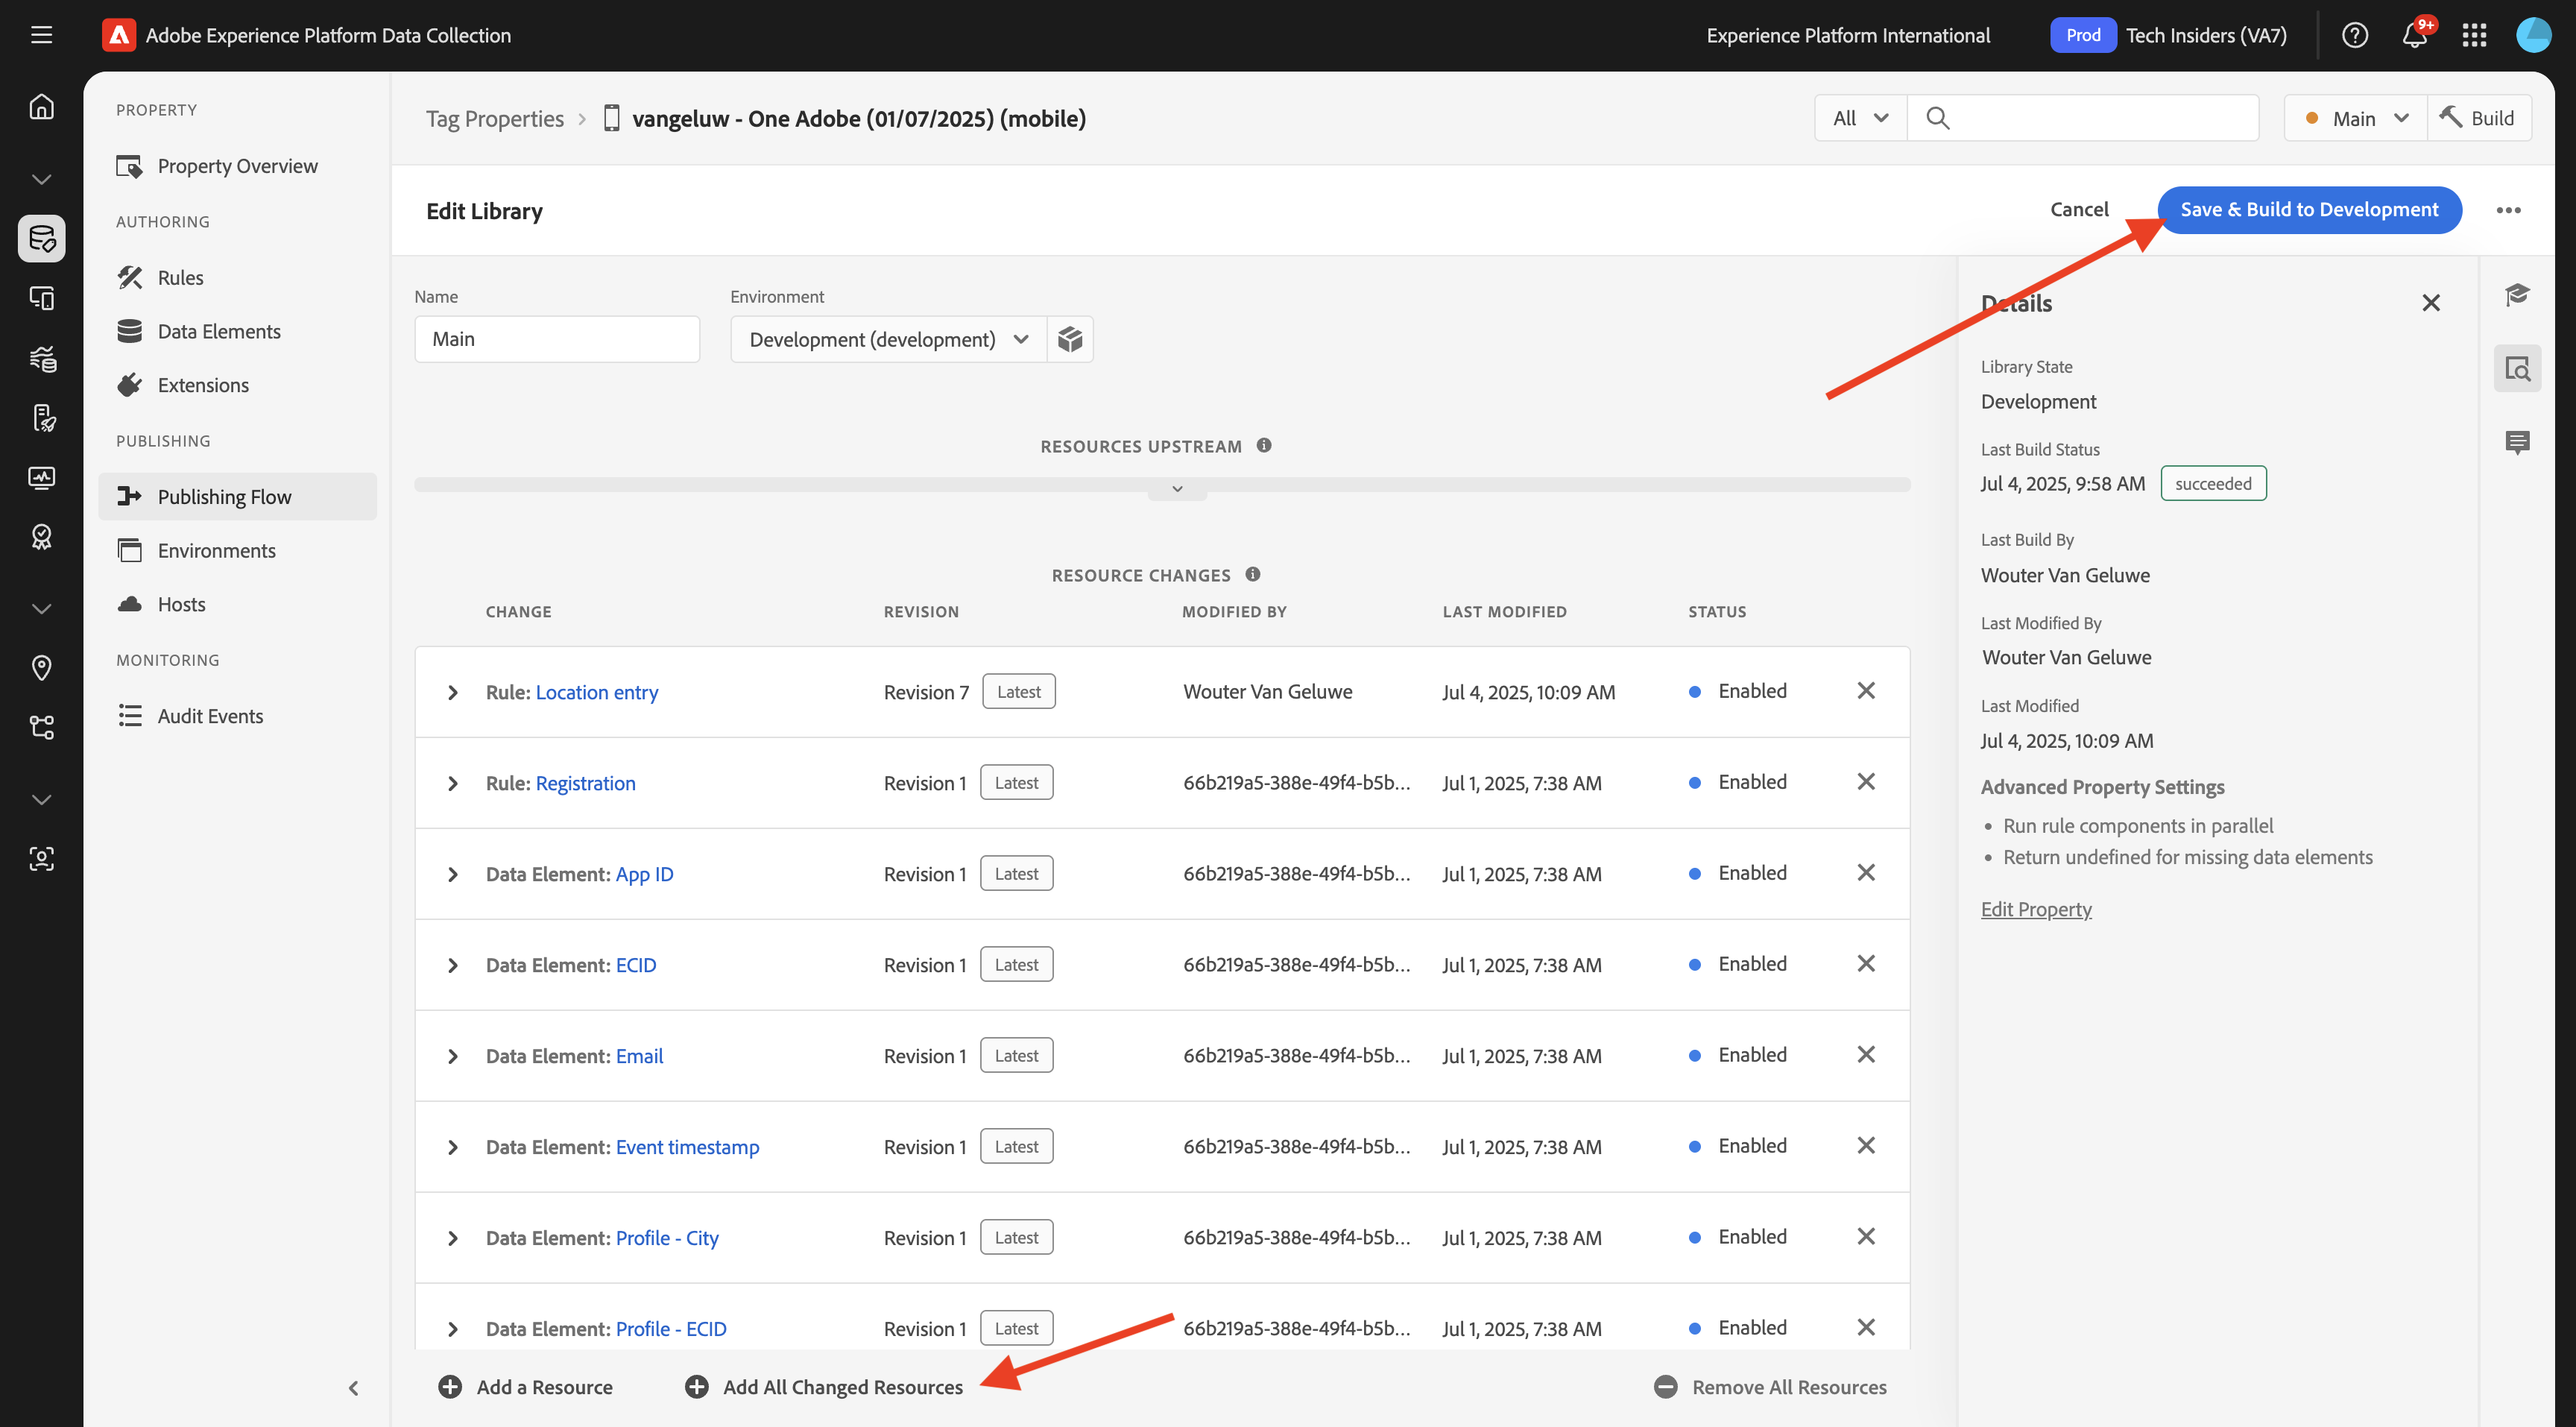 Adobe Experience Platform Data Collection
Experience Platform International
Prod Tech Insiders (VA7)
9+
PROPERTY
Property Overview
AUTHORING
Rules
Data Elements
Extensions
PUBLISHING
Publishing Flow
Environments
Hosts
MONITORING
Audit Events
Tag Properties > vangeluw - One Adobe (01/07/2025) (mobile)
All
Main
Build
Edit Library
Cancel
Save & Build to Development
Name
Main
Environment
Development (development)
RESOURCES UPSTREAM
RESOURCE CHANGES
CHANGE REVISION MODIFIED BY LAST MODIFIED STATUS
Rule: Location entry Revision 7 Latest Wouter Van Geluwe Jul 4, 2025, 10:09 AM Enabled
Rule: Registration Revision 1 Latest 66b219a5-388e-49f4-b5b... Jul 1, 2025, 7:38 AM Enabled
Data Element: App ID Revision 1 Latest 66b219a5-388e-49f4-b5b... Jul 1, 2025, 7:38 AM Enabled
Data Element: ECID Revision 1 Latest 66b219a5-388e-49f4-b5b... Jul 1, 2025, 7:38 AM Enabled
Data Element: Email Revision 1 Latest 66b219a5-388e-49f4-b5b... Jul 1, 2025, 7:38 AM Enabled
Data Element: Event timestamp Revision 1 Latest 66b219a5-388e-49f4-b5b... Jul 1, 2025, 7:38 AM Enabled
Data Element: Profile - City Revision 1 Latest 66b219a5-388e-49f4-b5b... Jul 1, 2025, 7:38 AM Enabled
Data Element: Profile - ECID Revision 1 Latest 66b219a5-388e-49f4-b5b... Jul 1, 2025, 7:38 AM Enabled
Add a Resource
Add All Changed Resources
Remove All Resources
Details
Library State
Development
Last Build Status
Jul 4, 2025, 9:58 AM succeeded
Last Build By
Wouter Van Geluwe
Last Modified By
Wouter Van Geluwe
Last Modified
Jul 4, 2025, 10:09 AM
Advanced Property Settings
• Run rule components in parallel
• Return undefined for missing data elements
Edit Property